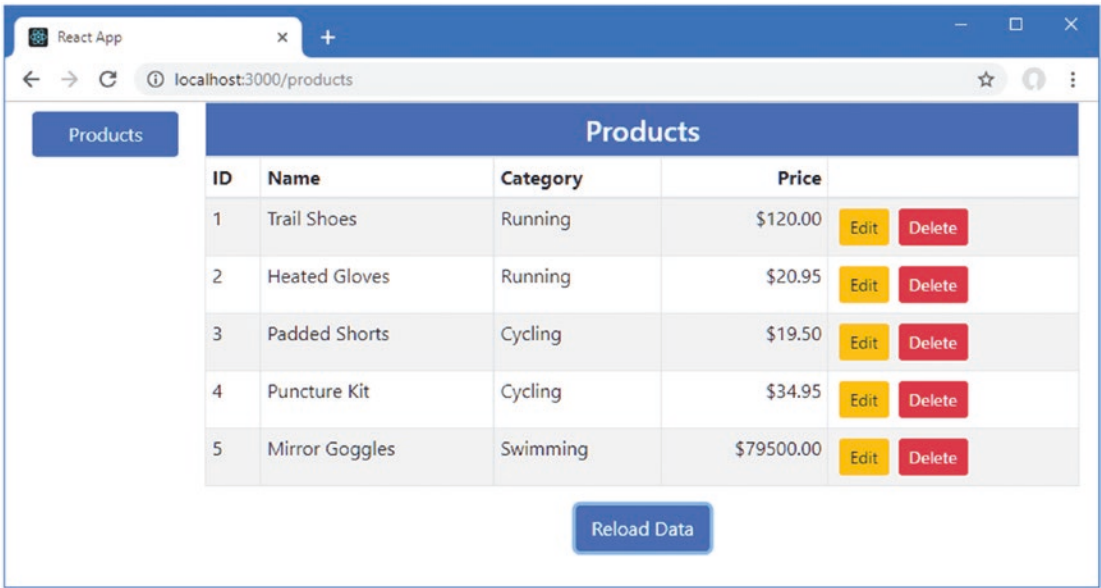 React App
localhost:3000/products
Products
Products
ID Name Category Price
1 Trail Shoes Running $120.00 Edit Delete
2 Heated Gloves Running $20.95 Edit Delete
3 Padded Shorts Cycling $19.50 Edit Delete
4 Puncture Kit Cycling $34.95 Edit Delete
5 Mirror Goggles Swimming $79500.00 Edit Delete
Reload Data